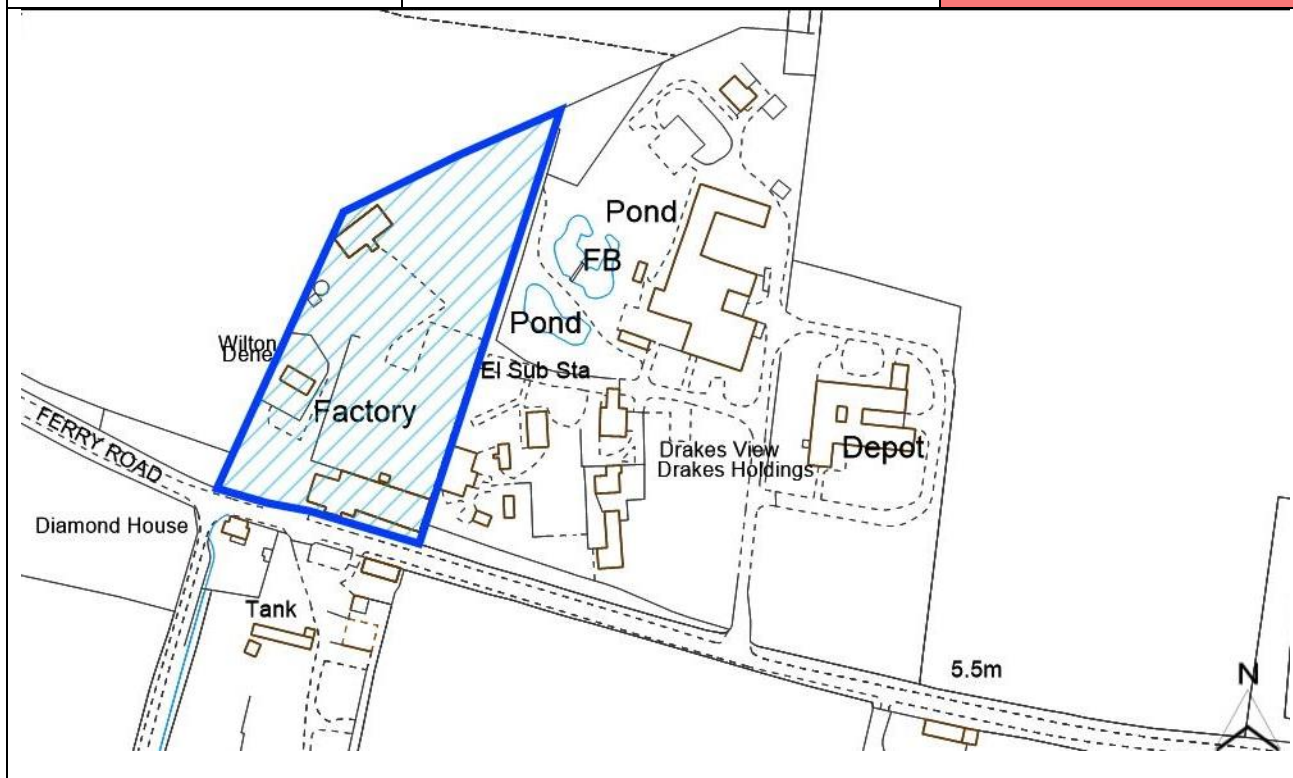 Pond
FB
Pond
Wilton
Dene
El Sub Sta
Factory
FERRY ROAD
Drakes View
Drakes Holdings
Depot
Diamond House
Tank
5.5m
N